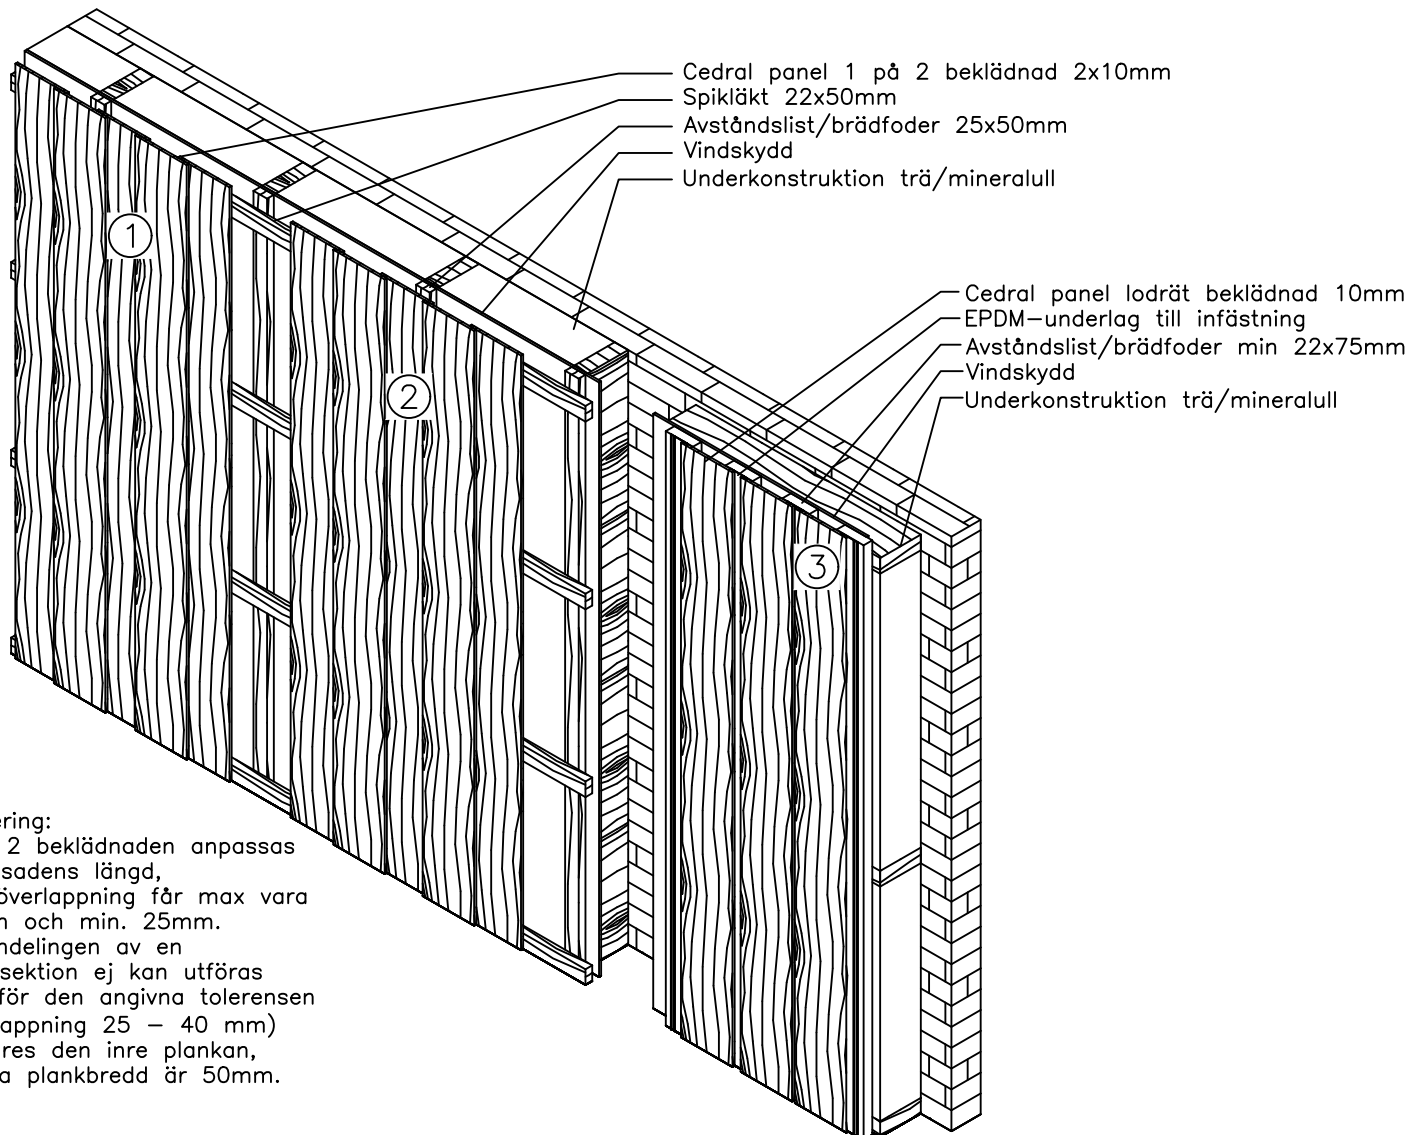 Cedral panel 1 på 2 beklädnad 2x10mm
Spikläkt 22x50mm
Avståndslist/brädfoder 25x50mm
Vindskydd
Underkonstruktion trä/mineralull
Cedral panel lodrät beklädnad 10mm
EPDM-underlag till infästning
Avståndslist/brädfoder min 22x75mm
Vindskydd
Underkonstruktion trä/mineralull
1
2
3
ering:
2 beklädnaden anpassas
sadens längd,
överlappning får max vara
och min. 25mm.
ndelingen av en
sektion ej kan utföras
för den angivna tolerensen
appning 25 – 40 mm)
res den inre plankan,
a plankbredd är 50mm.